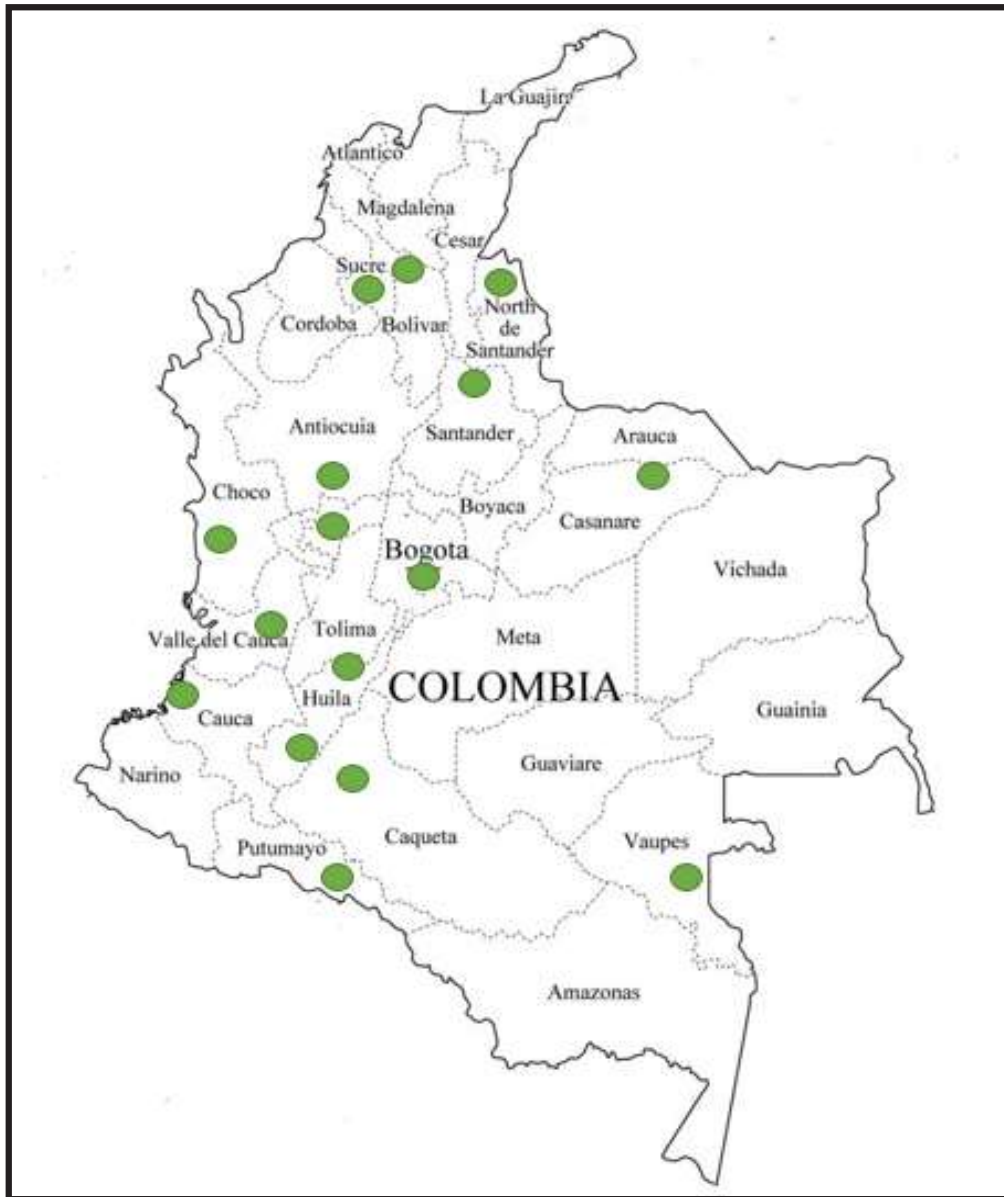 La Guajira
Atlantico
Magdalena
Cesar
Sucre
North
de
Santander
Cordoba
Bolivar
Antiocuia
Santander
Arauca
Choco
Boyaca
Casanare
Bogota
Vichada
Tolima
Valle del Cauca
Meta
COLOMBIA
Huila
Cauca
Guainia
Guaviare
Narino
Caqueta
Vaupes
Putumayo
Amazonas